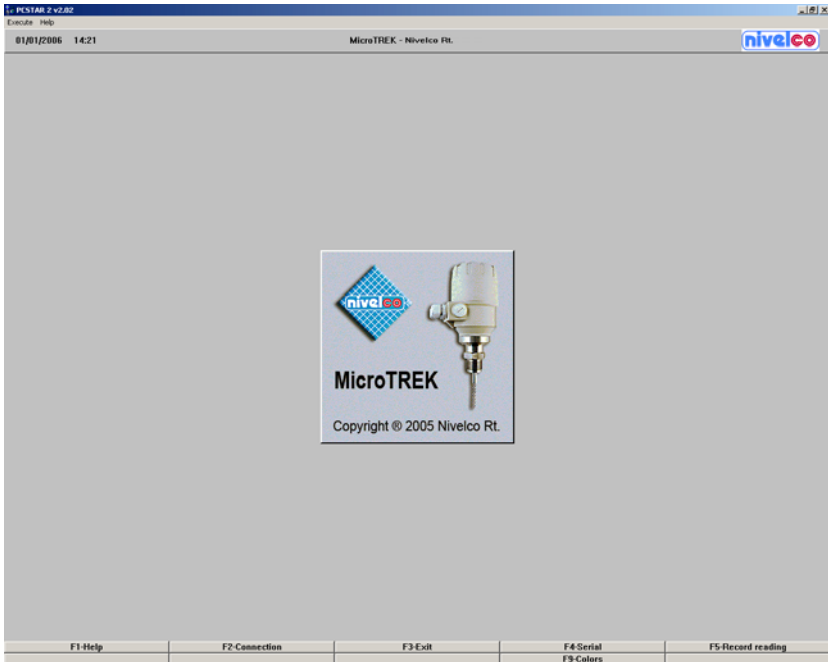 PCSTAR 2 v2.02
Execute Help
01/01/2006 14:21 MicroTREK - Nivelco Rt. nivelco
nivelco
MicroTREK
Copyright ® 2005 Nivelco Rt.
F1-Help F2-Connection F3-Exit F4-Serial F5-Record reading
F9-Colors